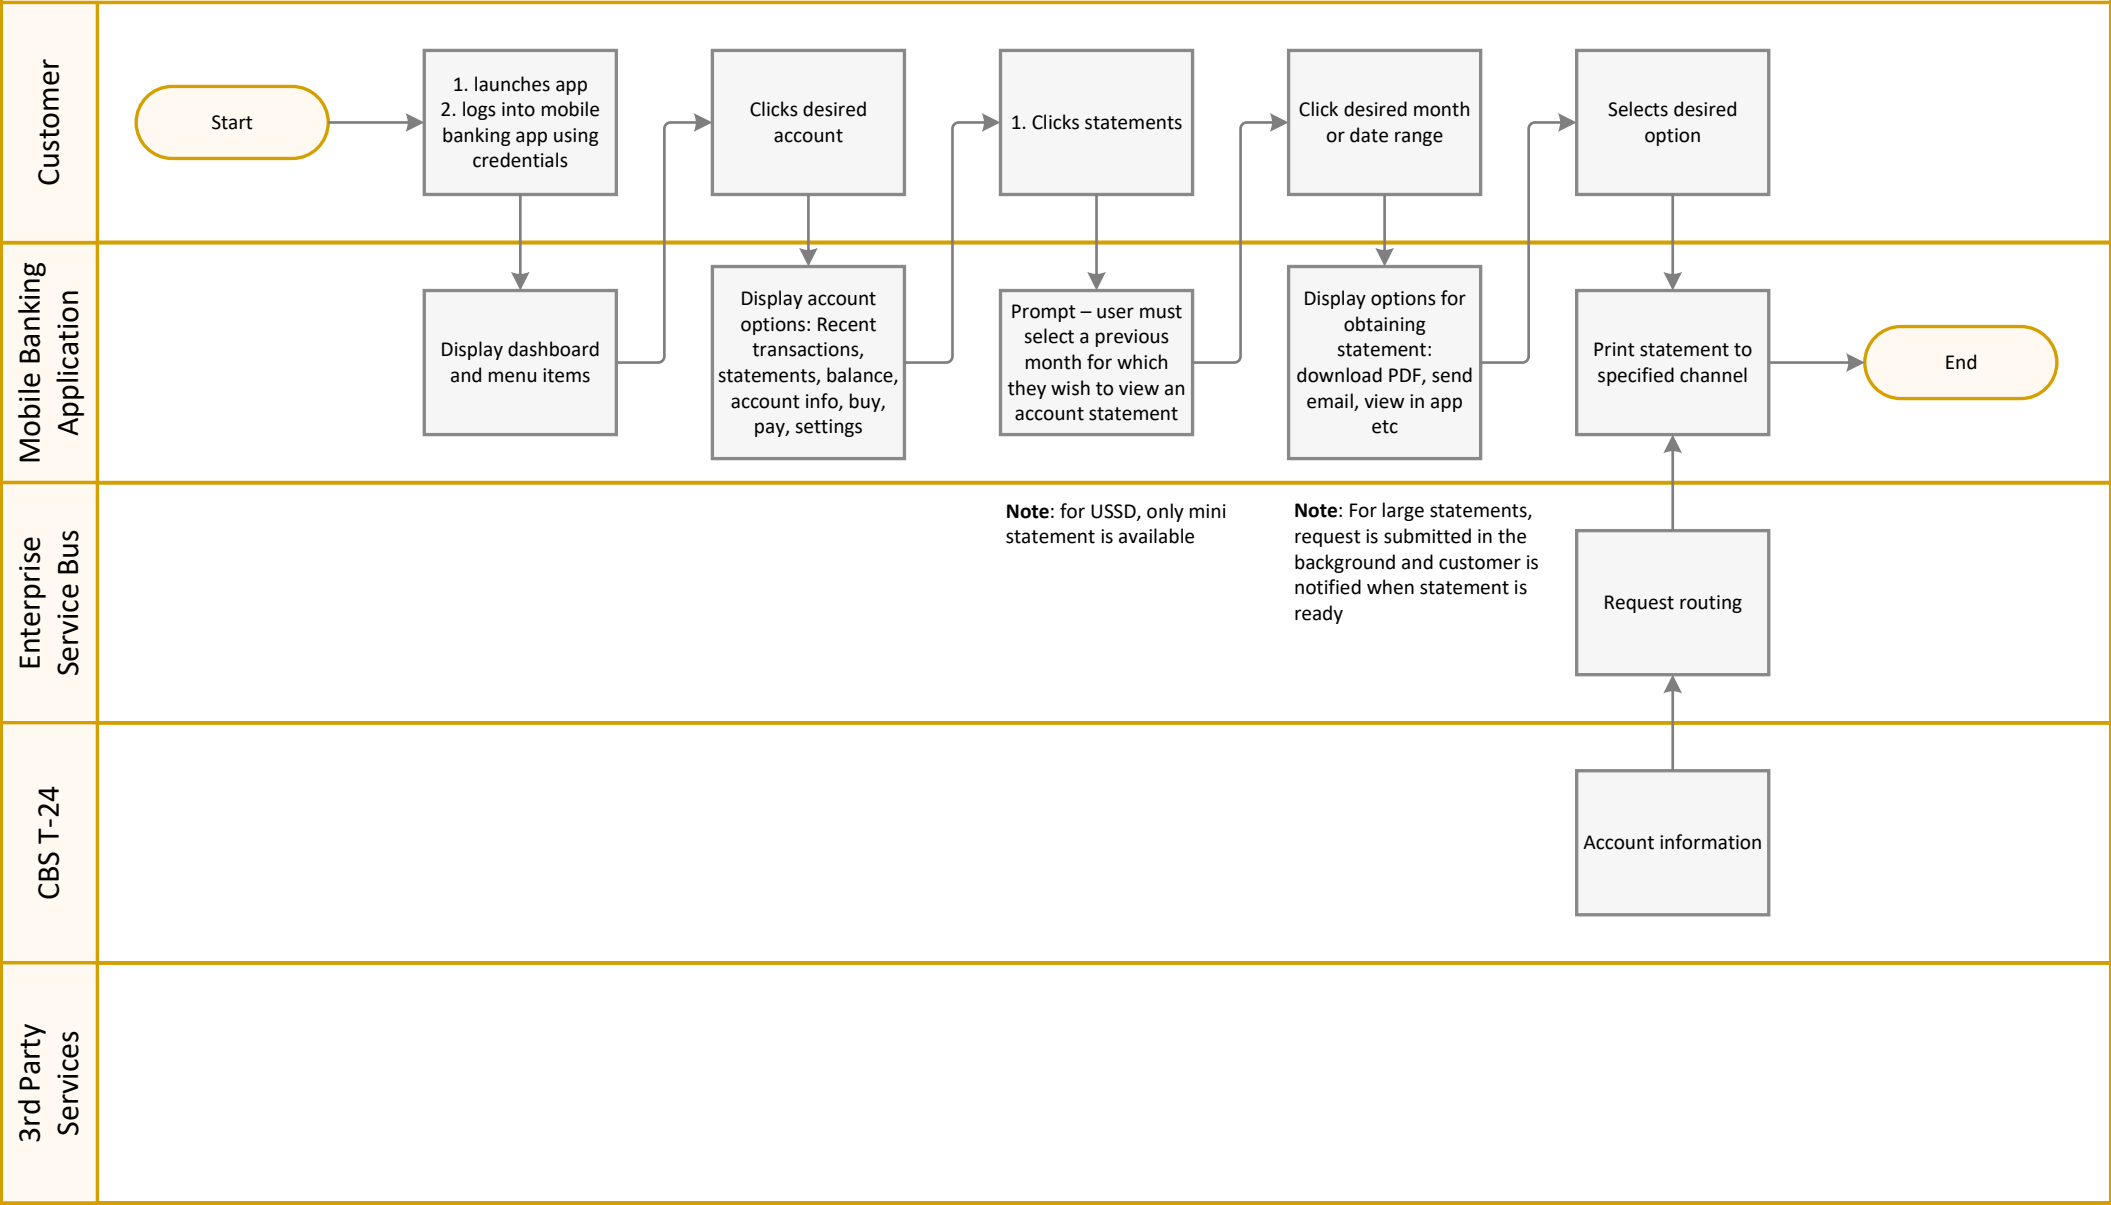 Customer
Start
1. launches app
2. logs into mobile
banking app using
credentials
Clicks desired
account
1. Clicks statements
Click desired month
or date range
Selects desired
option
Mobile Banking
Application
Display dashboard
and menu items
Display account
options: Recent
transactions,
statements, balance,
account info, buy,
pay, settings
Prompt – user must
select a previous
month for which
they wish to view an
account statement
Display options for
obtaining
statement:
download PDF, send
email, view in app
etc
Print statement to
specified channel
End
Enterprise
Service Bus
Note: for USSD, only mini
statement is available
Note: For large statements,
request is submitted in the
background and customer is
notified when statement is
ready
Request routing
CBS T-24
Account information
3rd Party
Services